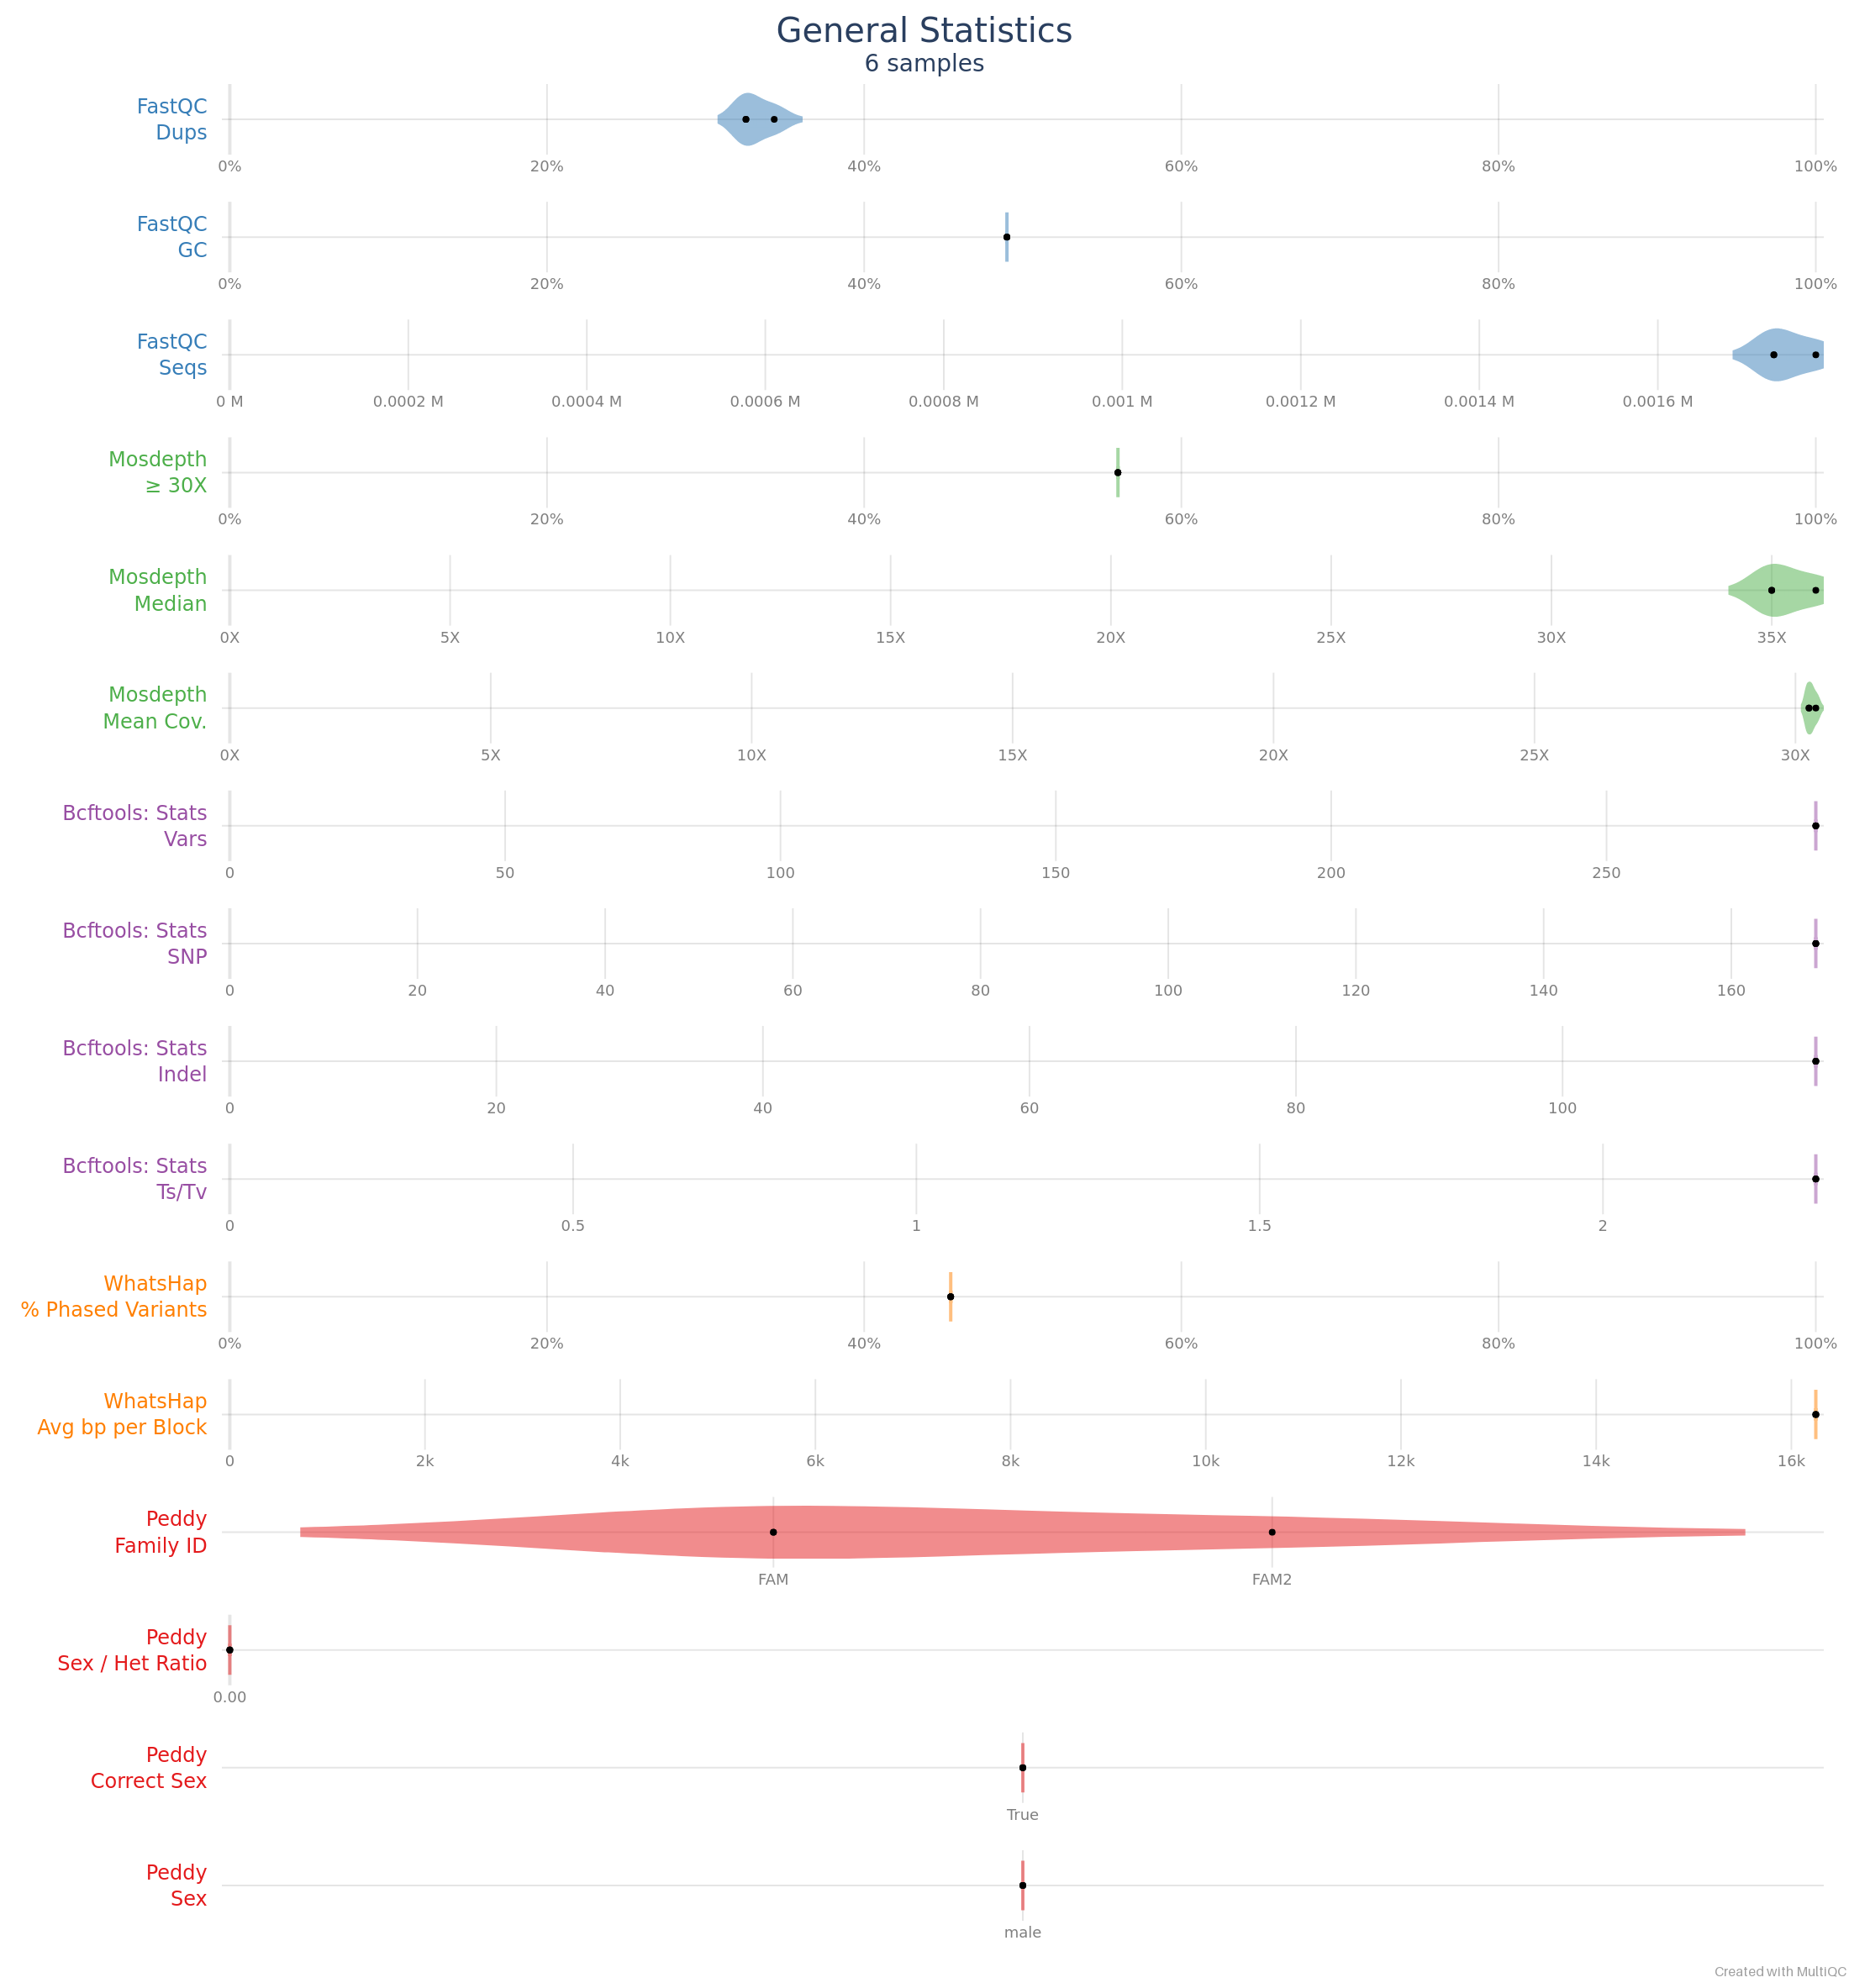 General Statistics
6 samples
FastQC
Dups
0% 20% 40% 60% 80% 100%
FastQC
GC
0% 20% 40% 60% 80% 100%
FastQC
Seqs
0 M 0.0002 M 0.0004 M 0.0006 M 0.0008 M 0.001 M 0.0012 M 0.0014 M 0.0016 M
Mosdepth
≥ 30X
0% 20% 40% 60% 80% 100%
Mosdepth
Median
0X 5X 10X 15X 20X 25X 30X 35X
Mosdepth
Mean Cov.
0X 5X 10X 15X 20X 25X 30X
Bcftools: Stats
Vars
0 50 100 150 200 250
Bcftools: Stats
SNP
0 20 40 60 80 100 120 140 160
Bcftools: Stats
Indel
0 20 40 60 80 100
Bcftools: Stats
Ts/Tv
0 0.5 1 1.5 2
WhatsHap
% Phased Variants
0% 20% 40% 60% 80% 100%
WhatsHap
Avg bp per Block
0 2k 4k 6k 8k 10k 12k 14k 16k
Peddy
Family ID
FAM FAM2
Peddy
Sex / Het Ratio
0.00
Peddy
Correct Sex
True
Peddy
Sex
male
Created with MultiQC